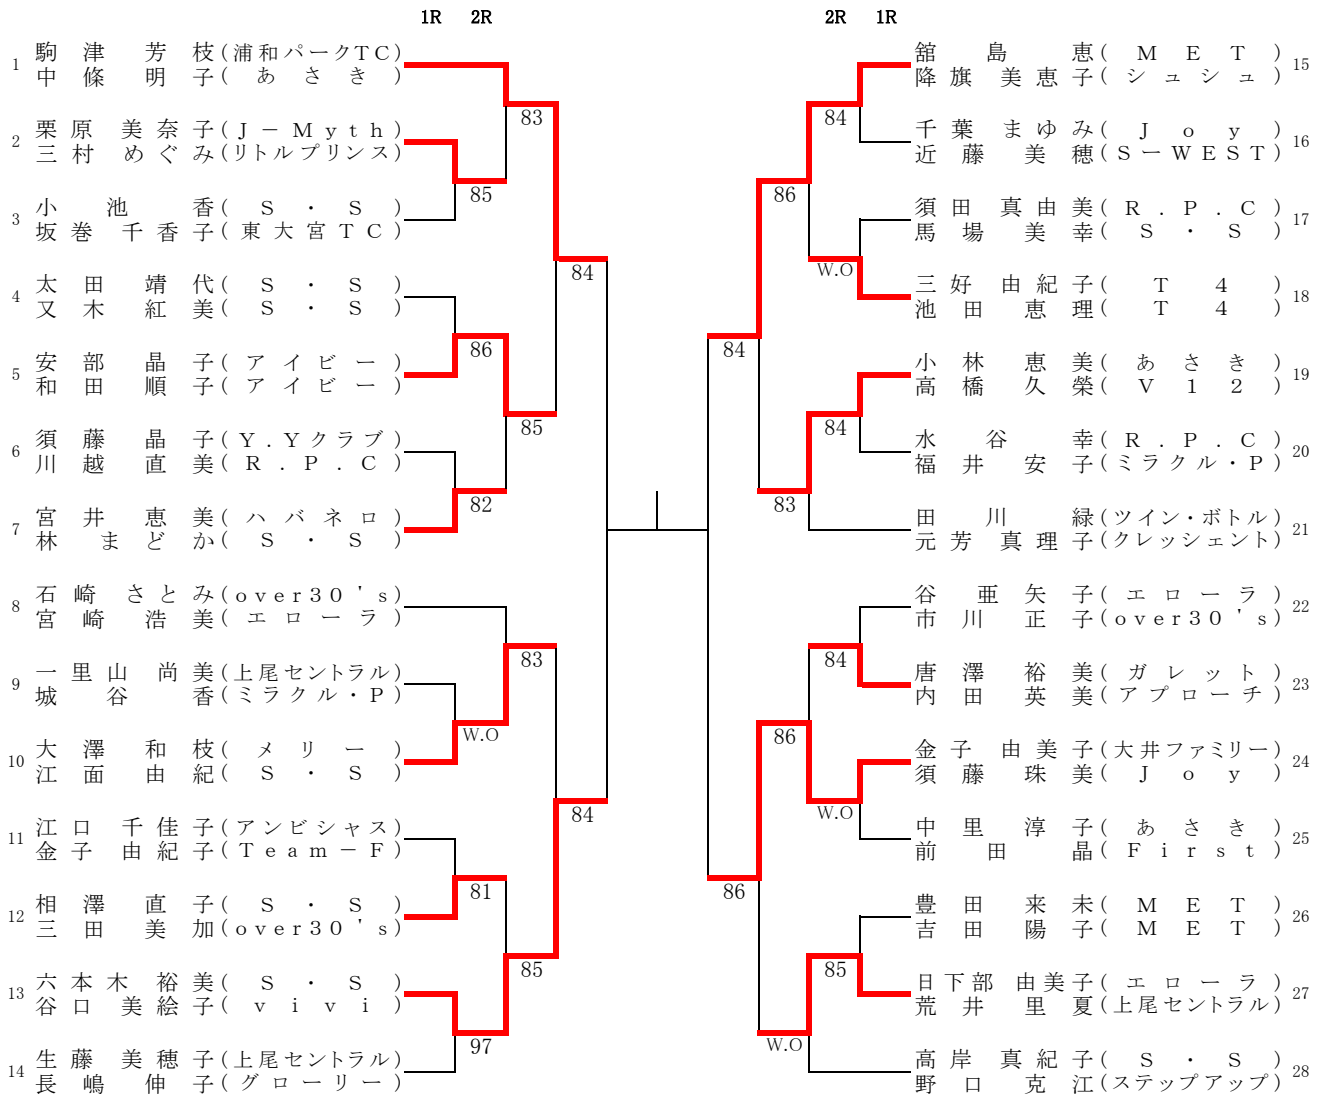 1R 2R
2R 1R
1 駒津芳枝(浦和パークTC)
中條明子(あさき)
2 栗原美奈子(J－Myth)
三村めぐみ(リトルプリンス)
3 小池香(S・S)
坂巻千香子(東大宮TC)
4 太田靖代(S・S)
又木紅美(S・S)
5 安部晶子(アイビー)
和田順子(アイビー)
6 須藤晶子(Y.Yクラブ)
川越直美(R.P.C)
7 宮井恵美(ハバネロ)
林まどか(S・S)
8 石崎さとみ(over30's)
宮崎浩美(エローラ)
9 一里山尚美(上尾セントラル)
城谷香(ミラクル・P)
10 大澤和枝(メリー)
江面由紀(S・S)
11 江口千佳子(アンビシャス)
金子由紀子(Team－F)
12 相澤直子(S・S)
三田美加(over30's)
13 六本木裕美(S・S)
谷口美絵子(vivi)
14 生藤美穂子(上尾セントラル)
長嶋伸子(グローリー)
83
85
84
86
85
82
83
W.O
84
81
85
97
舘島恵(MET) 15
降旗美恵子(シュシュ)
千葉まゆみ(Joy) 16
近藤美穂(S－WEST)
須田真由美(R.P.C) 17
馬場美幸(S・S)
三好由紀子(T4) 18
池田恵理(T4)
小林恵美(あさき) 19
高橋久榮(V12)
水谷幸(R.P.C) 20
福井安子(ミラクル・P)
田川緑(ツイン・ボトル) 21
元芳真理子(クレッシェント)
谷亜矢子(エローラ) 22
市川正子(over30's)
唐澤裕美(ガレット) 23
内田英美(アプローチ)
金子由美子(大井ファミリー) 24
須藤珠美(Joy)
中里淳子(あさき) 25
前田晶(First)
豊田来未(MET) 26
吉田陽子(MET)
日下部由美子(エローラ) 27
荒井里夏(上尾セントラル)
高岸真紀子(S・S) 28
野口克江(ステップアップ)
84
86
W.O
84
84
83
84
86
W.O
86
85
W.O